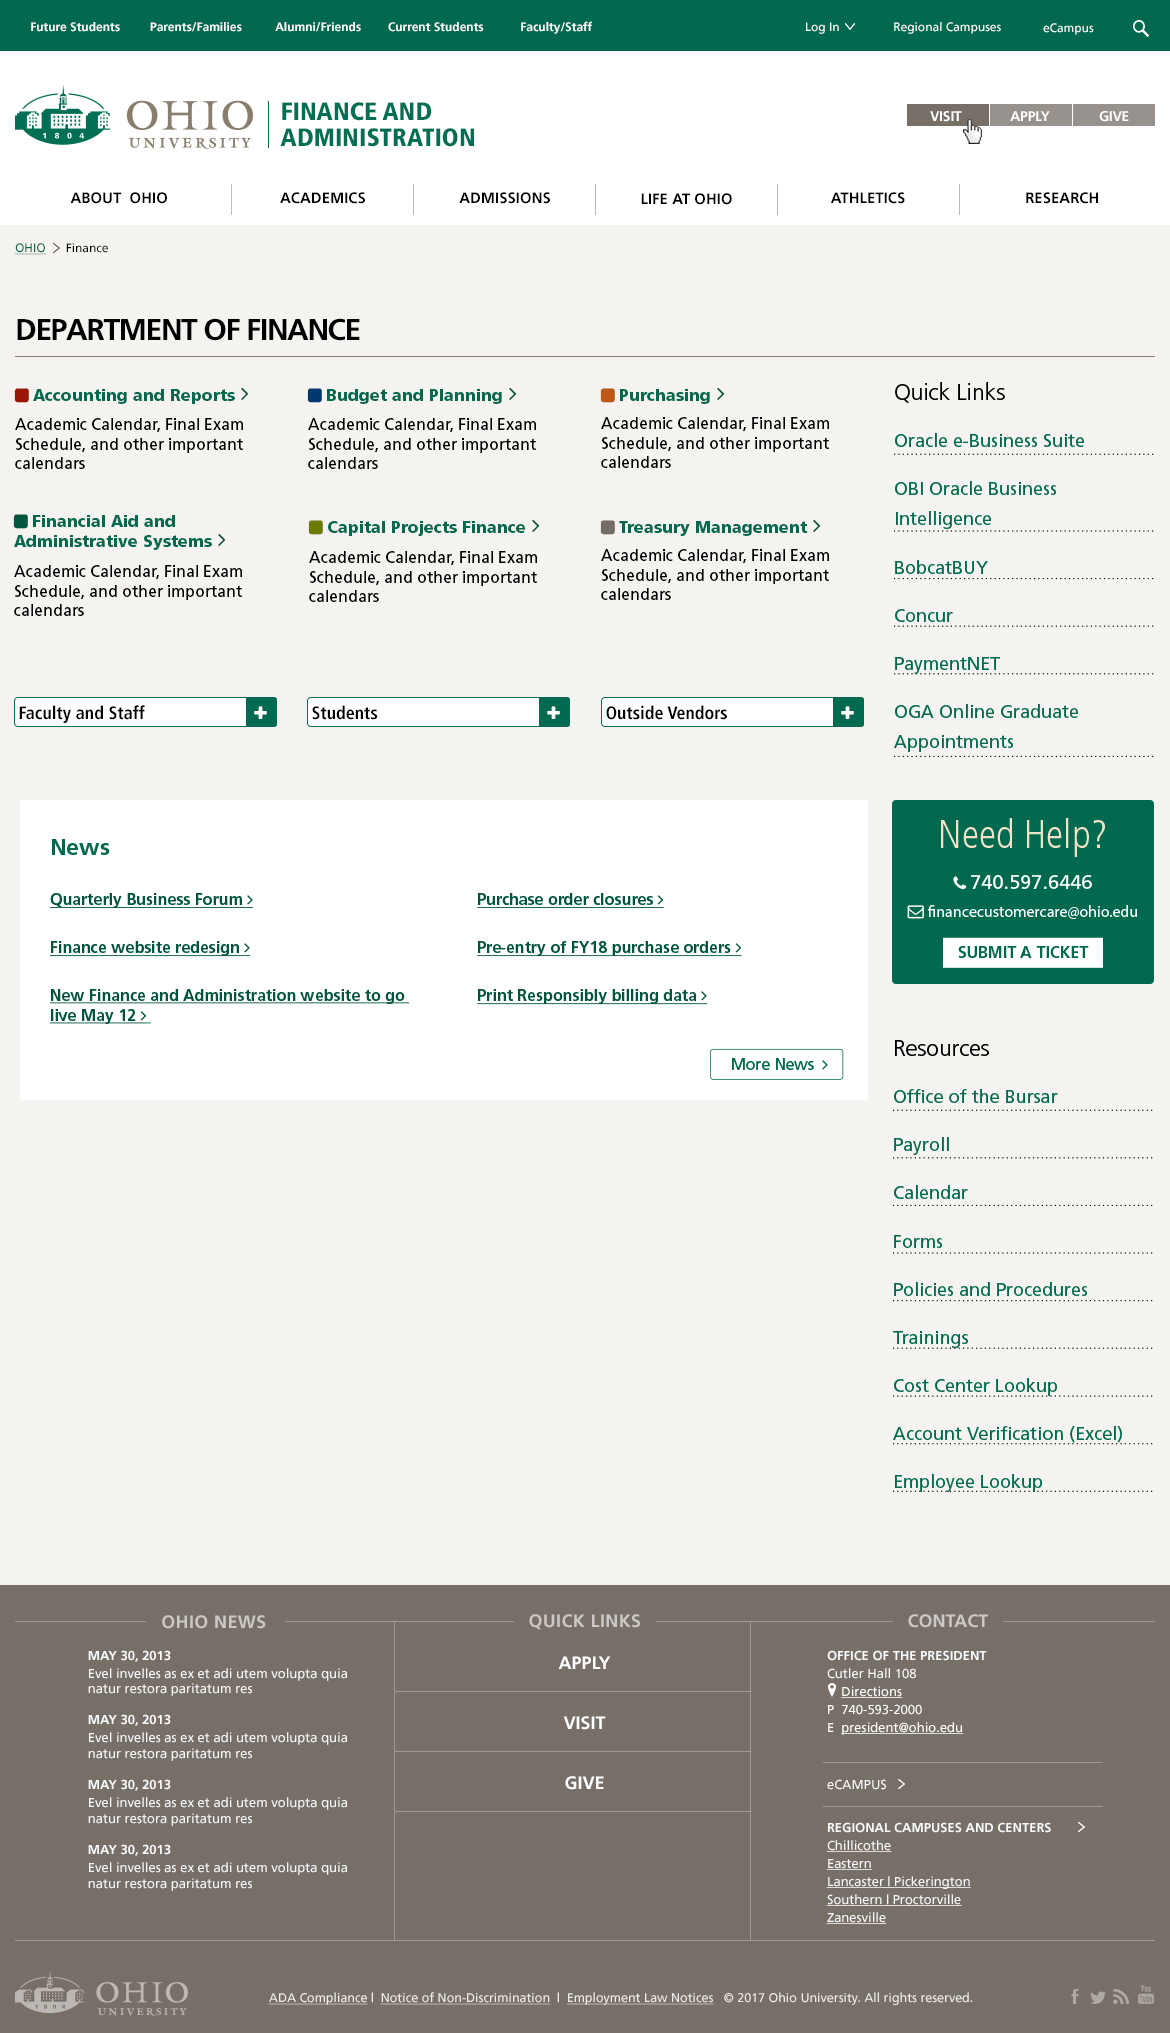 Future Students Parents/Families Alumni/Friends Current Students Faculty/Staff Log In Regional Campuses eCampus
1804
OHIO
UNIVERSITY
FINANCE AND
ADMINISTRATION
VISIT APPLY GIVE
ABOUT OHIO ACADEMICS ADMISSIONS LIFE AT OHIO ATHLETICS RESEARCH
OHIO > Finance
DEPARTMENT OF FINANCE
Accounting and Reports >
Academic Calendar, Final Exam
Schedule, and other important
calendars
Budget and Planning >
Academic Calendar, Final Exam
Schedule, and other important
calendars
Purchasing >
Academic Calendar, Final Exam
Schedule, and other important
calendars
Financial Aid and
Administrative Systems >
Academic Calendar, Final Exam
Schedule, and other important
calendars
Capital Projects Finance >
Academic Calendar, Final Exam
Schedule, and other important
calendars
Treasury Management >
Academic Calendar, Final Exam
Schedule, and other important
calendars
Faculty and Staff +
Students +
Outside Vendors +
Quick Links
Oracle e-Business Suite
OBI Oracle Business
Intelligence
BobcatBUY
Concur
PaymentNET
OGA Online Graduate
Appointments
News
Quarterly Business Forum >
Finance website redesign >
New Finance and Administration website to go
live May 12 >
Purchase order closures >
Pre-entry of FY18 purchase orders >
Print Responsibly billing data >
More News >
Need Help?
740.597.6446
financecustomercare@ohio.edu
SUBMIT A TICKET
Resources
Office of the Bursar
Payroll
Calendar
Forms
Policies and Procedures
Trainings
Cost Center Lookup
Account Verification (Excel)
Employee Lookup
OHIO NEWS
MAY 30, 2013
Evel invelles as ex et adi utem volupta quia
natur restora paritatum res
MAY 30, 2013
Evel invelles as ex et adi utem volupta quia
natur restora paritatum res
MAY 30, 2013
Evel invelles as ex et adi utem volupta quia
natur restora paritatum res
MAY 30, 2013
Evel invelles as ex et adi utem volupta quia
natur restora paritatum res
QUICK LINKS
APPLY
VISIT
GIVE
CONTACT
OFFICE OF THE PRESIDENT
Cutler Hall 108
Directions
P 740-593-2000
E president@ohio.edu
eCAMPUS >
REGIONAL CAMPUSES AND CENTERS >
Chillicothe
Eastern
Lancaster | Pickerington
Southern | Proctorville
Zanesville
1804
OHIO
UNIVERSITY
ADA Compliance | Notice of Non-Discrimination | Employment Law Notices © 2017 Ohio University. All rights reserved.
You
Tube